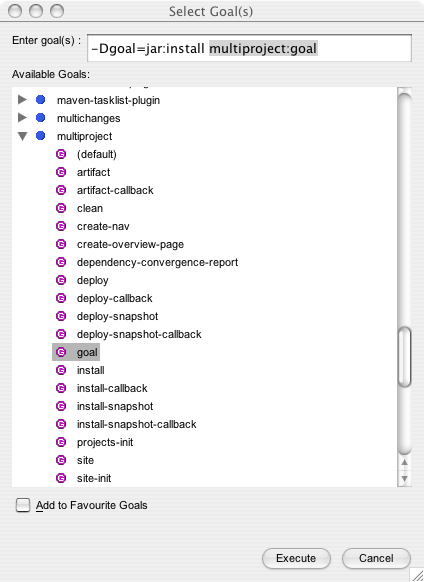 Select Goal(s)
Enter goal(s) : -Dgoal=jar:install multiproject:goal
Available Goals:
maven-tasklist-plugin
multichanges
multiproject
(default)
artifact
artifact-callback
clean
create-nav
create-overview-page
dependency-convergence-report
deploy
deploy-callback
deploy-snapshot
deploy-snapshot-callback
goal
install
install-callback
install-snapshot
install-snapshot-callback
projects-init
site
site-init
Add to Favourite Goals
Execute Cancel